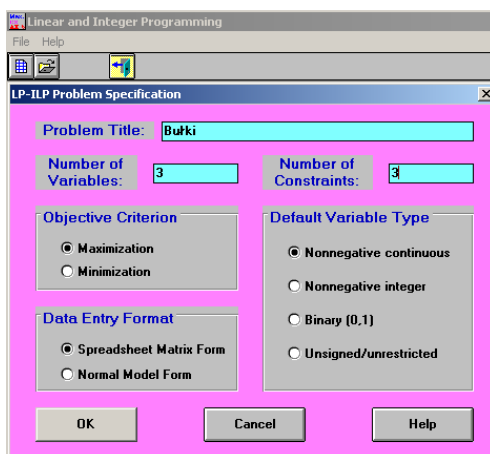 Linear and Integer Programming
File Help
LP-ILP Problem Specification
Problem Title: Bułki
Number of Variables: 3
Number of Constraints: 3
Objective Criterion
Maximization
Minimization
Default Variable Type
Nonnegative continuous
Nonnegative integer
Binary (0,1)
Unsigned/unrestricted
Data Entry Format
Spreadsheet Matrix Form
Normal Model Form
OK Cancel Help